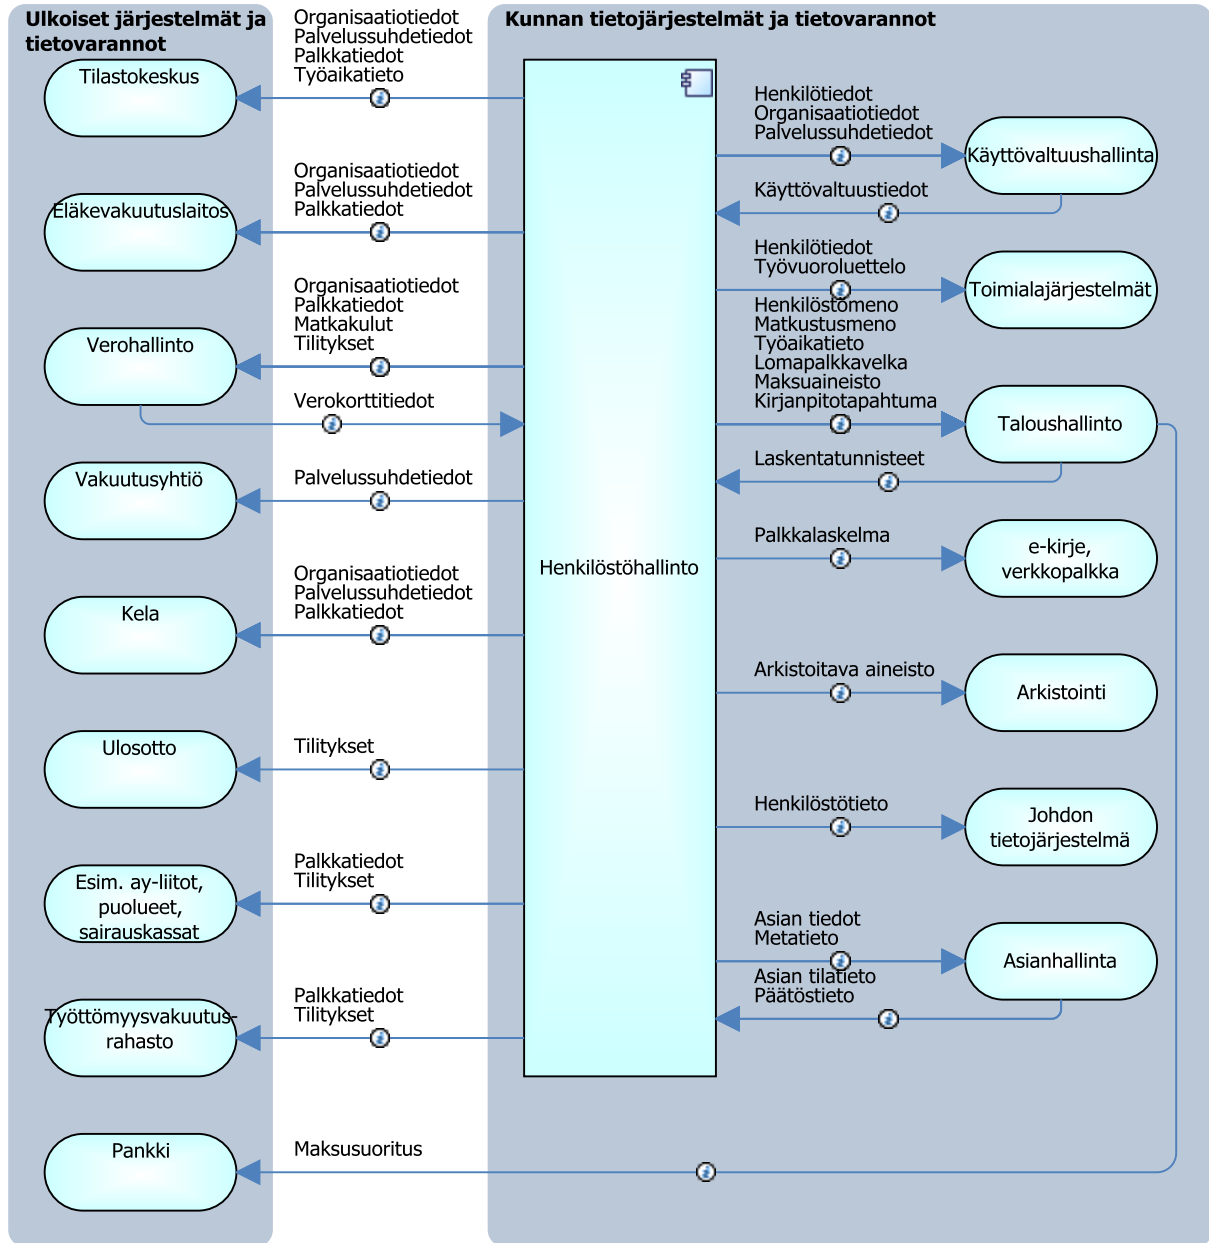 Ulkoiset järjestelmät ja
tietovarannot
Tilastokeskus
Eläkevakuutuslaitos
Verohallinto
Vakuutusyhtiö
Kela
Ulosotto
Esim. ay-liitot,
puolueet,
sairauskassat
Työttömyysvakuutus-
rahasto
Pankki
Organisaatiotiedot
Palvelussuhdetiedot
Palkkatiedot
Työaikatieto
Organisaatiotiedot
Palvelussuhdetiedot
Palkkatiedot
Organisaatiotiedot
Palkkatiedot
Matkakulut
Tilitykset
Verokorttitiedot
Palvelussuhdetiedot
Organisaatiotiedot
Palvelussuhdetiedot
Palkkatiedot
Tilitykset
Palkkatiedot
Tilitykset
Palkkatiedot
Tilitykset
Maksusuoritus
Kunnan tietojärjestelmät ja tietovarannot
Henkilöstöhallinto
Henkilötiedot
Organisaatiotiedot
Palvelussuhdetiedot
Käyttövaltuustiedot
Henkilötiedot
Työvuoroluettelo
Henkilöstömeno
Matkustusmeno
Työaikatieto
Lomapalkkavelka
Maksuaineisto
Kirjanpitotapahtuma
Laskentatunnisteet
Palkkalaskelma
Arkistoitava aineisto
Henkilöstötieto
Asian tiedot
Metatieto
Asian tilatieto
Päätöstieto
Käyttövaltuushallinta
Toimialajärjestelmät
Taloushallinto
e-kirje,
verkkopalkka
Arkistointi
Johdon
tietojärjestelmä
Asianhallinta